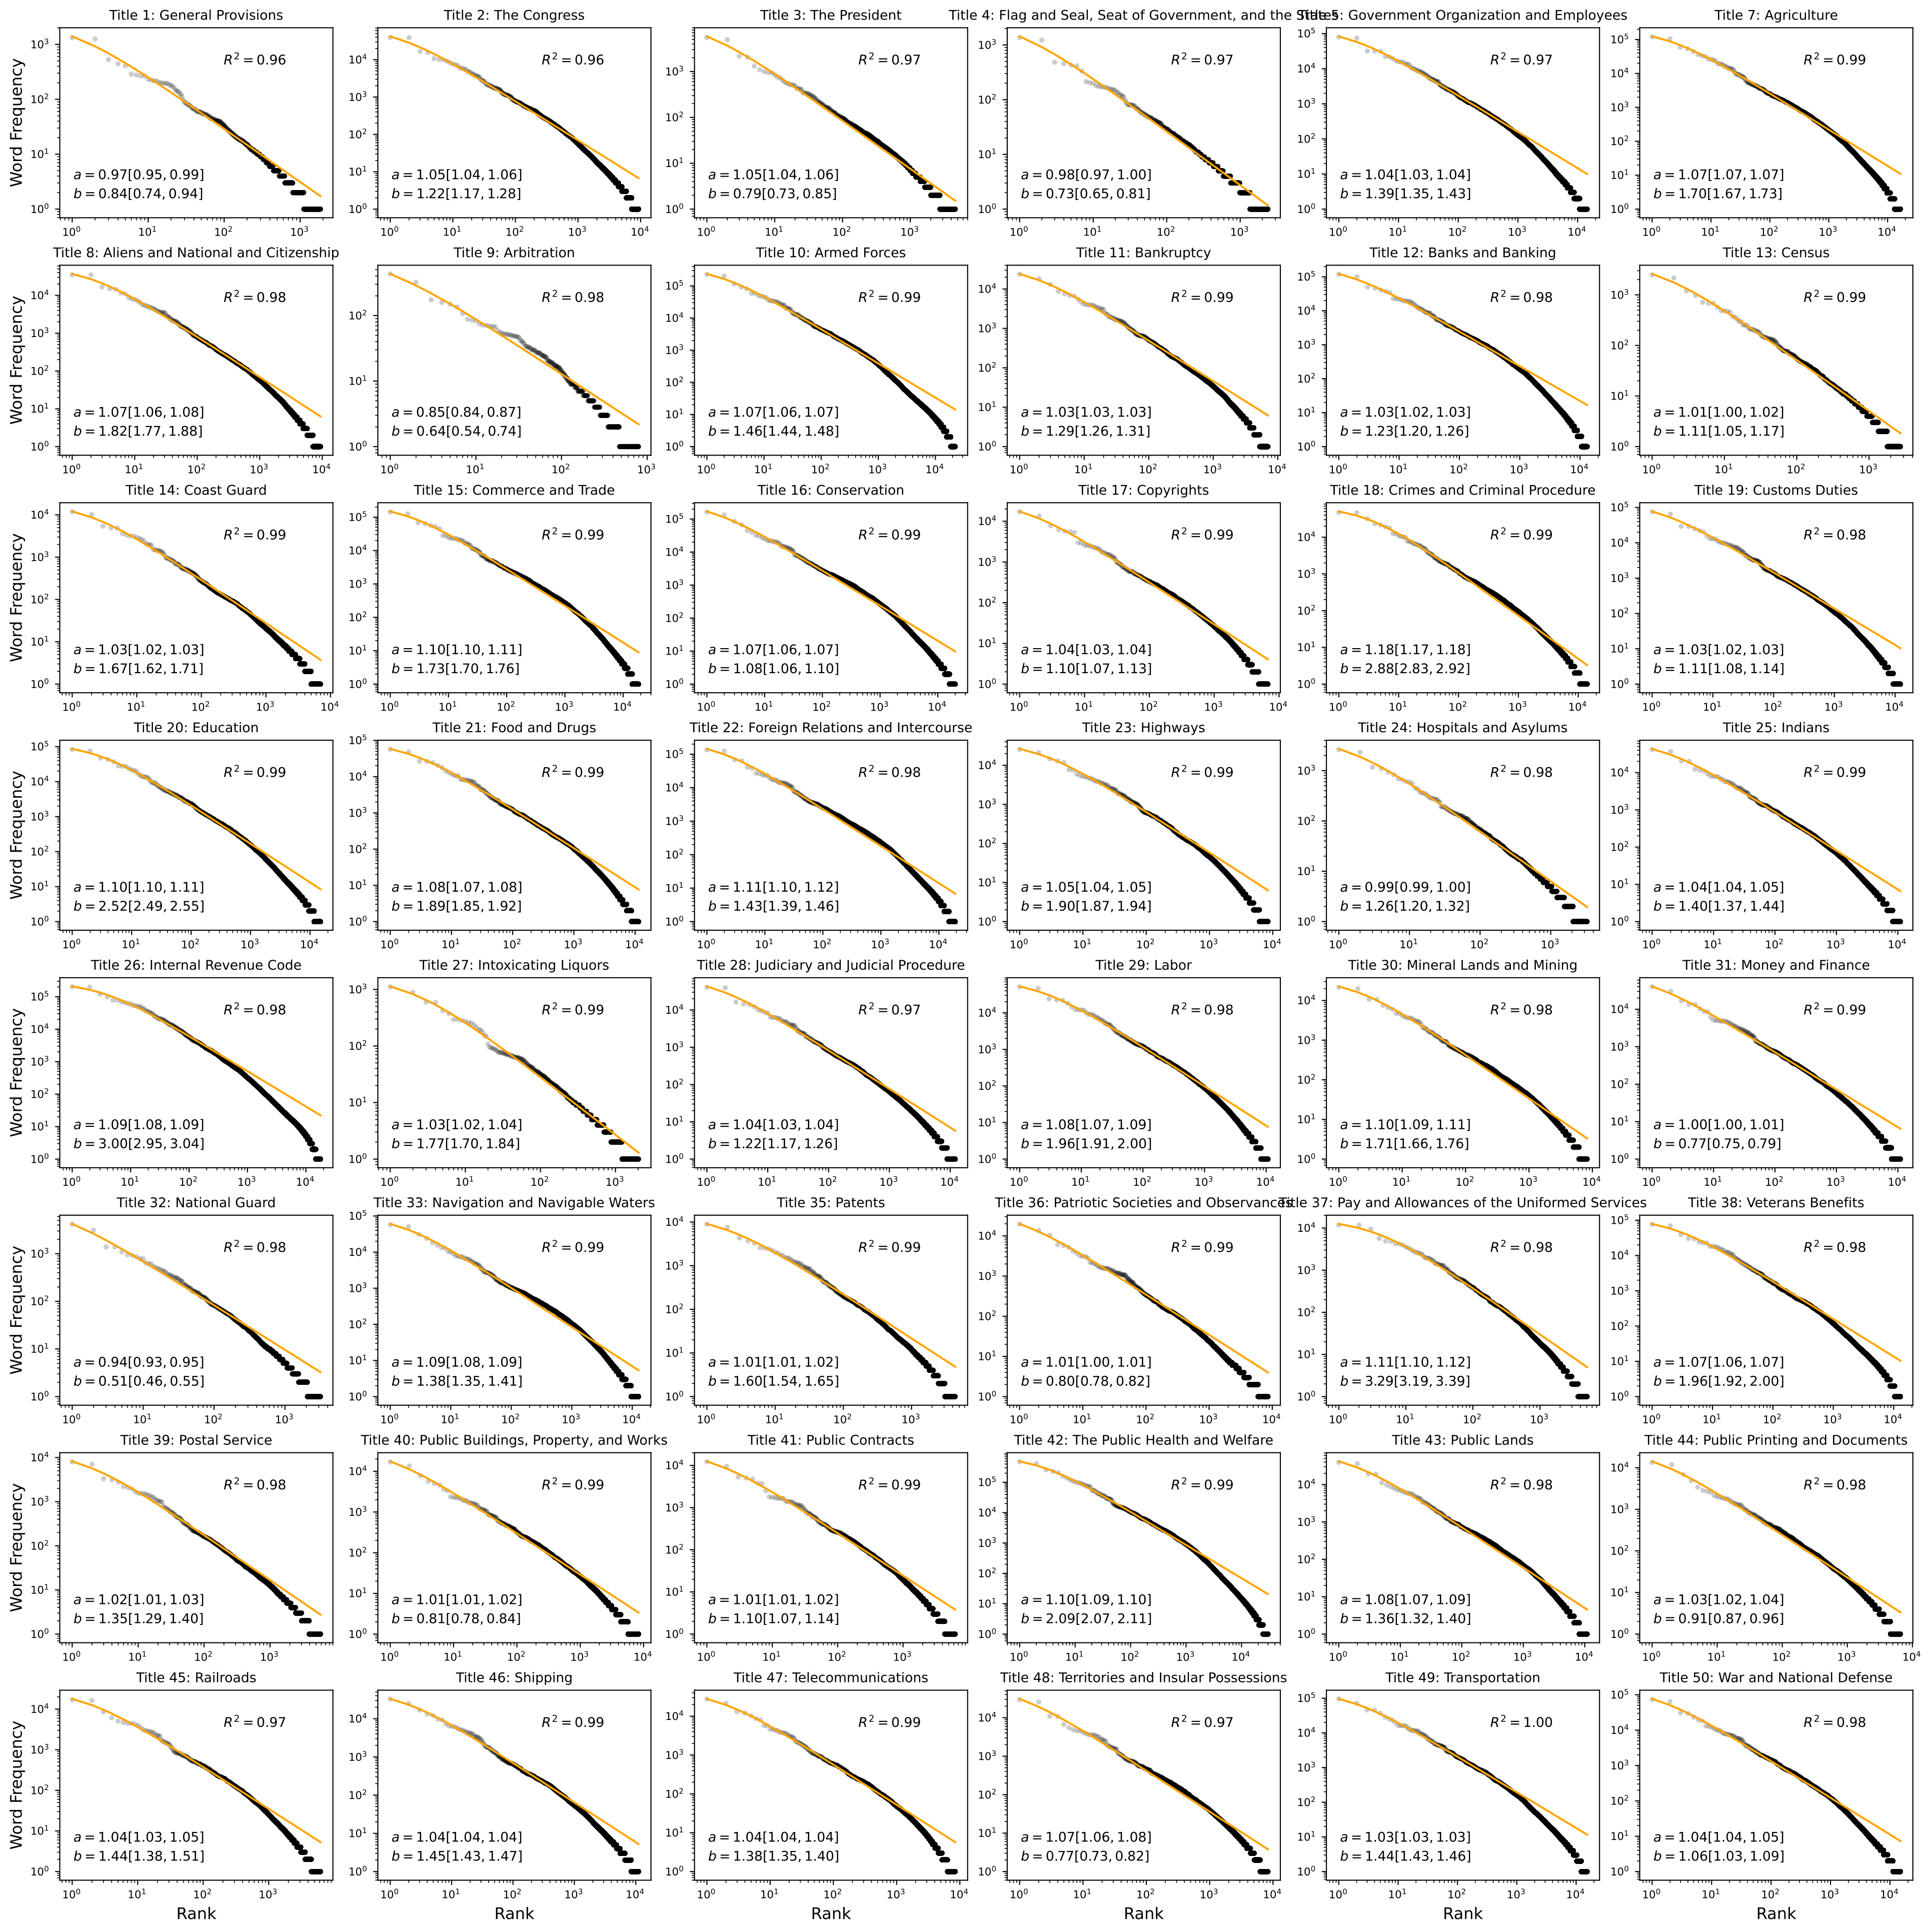 Title 1: General Provisions
R² = 0.96
a = 0.97[0.95, 0.99]
b = 0.84[0.74, 0.94]
Word Frequency
Title 2: The Congress
R² = 0.96
a = 1.05[1.04, 1.06]
b = 1.22[1.17, 1.28]
Title 3: The President
R² = 0.97
a = 1.05[1.04, 1.06]
b = 0.79[0.73, 0.85]
Title 4: Flag and Seal, Seat of Government, and the States
R² = 0.97
a = 0.98[0.97, 1.00]
b = 0.73[0.65, 0.81]
Title 5: Government Organization and Employees
R² = 0.97
a = 1.04[1.03, 1.04]
b = 1.39[1.35, 1.43]
Title 7: Agriculture
R² = 0.99
a = 1.07[1.07, 1.07]
b = 1.70[1.67, 1.73]
Title 8: Aliens and National and Citizenship
R² = 0.98
a = 1.07[1.06, 1.08]
b = 1.82[1.77, 1.88]
Word Frequency
Title 9: Arbitration
R² = 0.98
a = 0.85[0.84, 0.87]
b = 0.64[0.54, 0.74]
Title 10: Armed Forces
R² = 0.99
a = 1.07[1.06, 1.07]
b = 1.46[1.44, 1.48]
Title 11: Bankruptcy
R² = 0.99
a = 1.03[1.03, 1.03]
b = 1.29[1.26, 1.31]
Title 12: Banks and Banking
R² = 0.98
a = 1.03[1.02, 1.03]
b = 1.23[1.20, 1.26]
Title 13: Census
R² = 0.99
a = 1.01[1.00, 1.02]
b = 1.11[1.05, 1.17]
Title 14: Coast Guard
R² = 0.99
a = 1.03[1.02, 1.03]
b = 1.67[1.62, 1.71]
Word Frequency
Title 15: Commerce and Trade
R² = 0.99
a = 1.10[1.10, 1.11]
b = 1.73[1.70, 1.76]
Title 16: Conservation
R² = 0.99
a = 1.07[1.06, 1.07]
b = 1.08[1.06, 1.10]
Title 17: Copyrights
R² = 0.99
a = 1.04[1.03, 1.04]
b = 1.10[1.07, 1.13]
Title 18: Crimes and Criminal Procedure
R² = 0.99
a = 1.18[1.17, 1.18]
b = 2.88[2.83, 2.92]
Title 19: Customs Duties
R² = 0.98
a = 1.03[1.02, 1.03]
b = 1.11[1.08, 1.14]
Title 20: Education
R² = 0.99
a = 1.10[1.10, 1.11]
b = 2.52[2.49, 2.55]
Word Frequency
Title 21: Food and Drugs
R² = 0.99
a = 1.08[1.07, 1.08]
b = 1.89[1.85, 1.92]
Title 22: Foreign Relations and Intercourse
R² = 0.98
a = 1.11[1.10, 1.12]
b = 1.43[1.39, 1.46]
Title 23: Highways
R² = 0.99
a = 1.05[1.04, 1.05]
b = 1.90[1.87, 1.94]
Title 24: Hospitals and Asylums
R² = 0.98
a = 0.99[0.99, 1.00]
b = 1.26[1.20, 1.32]
Title 25: Indians
R² = 0.99
a = 1.04[1.04, 1.05]
b = 1.40[1.37, 1.44]
Title 26: Internal Revenue Code
R² = 0.98
a = 1.09[1.08, 1.09]
b = 3.00[2.95, 3.04]
Word Frequency
Title 27: Intoxicating Liquors
R² = 0.99
a = 1.03[1.02, 1.04]
b = 1.77[1.70, 1.84]
Title 28: Judiciary and Judicial Procedure
R² = 0.97
a = 1.04[1.03, 1.04]
b = 1.22[1.17, 1.26]
Title 29: Labor
R² = 0.98
a = 1.08[1.07, 1.09]
b = 1.96[1.91, 2.00]
Title 30: Mineral Lands and Mining
R² = 0.98
a = 1.10[1.09, 1.11]
b = 1.71[1.66, 1.76]
Title 31: Money and Finance
R² = 0.99
a = 1.00[1.00, 1.01]
b = 0.77[0.75, 0.79]
Title 32: National Guard
R² = 0.98
a = 0.94[0.93, 0.95]
b = 0.51[0.46, 0.55]
Word Frequency
Title 33: Navigation and Navigable Waters
R² = 0.99
a = 1.09[1.08, 1.09]
b = 1.38[1.35, 1.41]
Title 35: Patents
R² = 0.99
a = 1.01[1.01, 1.02]
b = 1.60[1.54, 1.65]
Title 36: Patriotic Societies and Observances
R² = 0.99
a = 1.01[1.00, 1.01]
b = 0.80[0.78, 0.82]
Title 37: Pay and Allowances of the Uniformed Services
R² = 0.98
a = 1.11[1.10, 1.12]
b = 3.29[3.19, 3.39]
Title 38: Veterans Benefits
R² = 0.98
a = 1.07[1.06, 1.07]
b = 1.96[1.92, 2.00]
Title 39: Postal Service
R² = 0.98
a = 1.02[1.01, 1.03]
b = 1.35[1.29, 1.40]
Word Frequency
Title 40: Public Buildings, Property, and Works
R² = 0.99
a = 1.01[1.01, 1.02]
b = 0.81[0.78, 0.84]
Title 41: Public Contracts
R² = 0.99
a = 1.01[1.01, 1.02]
b = 1.10[1.07, 1.14]
Title 42: The Public Health and Welfare
R² = 0.99
a = 1.10[1.09, 1.10]
b = 2.09[2.07, 2.11]
Title 43: Public Lands
R² = 0.98
a = 1.08[1.07, 1.09]
b = 1.36[1.32, 1.40]
Title 44: Public Printing and Documents
R² = 0.98
a = 1.03[1.02, 1.04]
b = 0.91[0.87, 0.96]
Title 45: Railroads
R² = 0.97
a = 1.04[1.03, 1.05]
b = 1.44[1.38, 1.51]
Word Frequency
Rank
Title 46: Shipping
R² = 0.99
a = 1.04[1.04, 1.04]
b = 1.45[1.43, 1.47]
Rank
Title 47: Telecommunications
R² = 0.99
a = 1.04[1.04, 1.04]
b = 1.38[1.35, 1.40]
Rank
Title 48: Territories and Insular Possessions
R² = 0.97
a = 1.07[1.06, 1.08]
b = 0.77[0.73, 0.82]
Rank
Title 49: Transportation
R² = 1.00
a = 1.03[1.03, 1.03]
b = 1.44[1.43, 1.46]
Rank
Title 50: War and National Defense
R² = 0.98
a = 1.04[1.04, 1.05]
b = 1.06[1.03, 1.09]
Rank